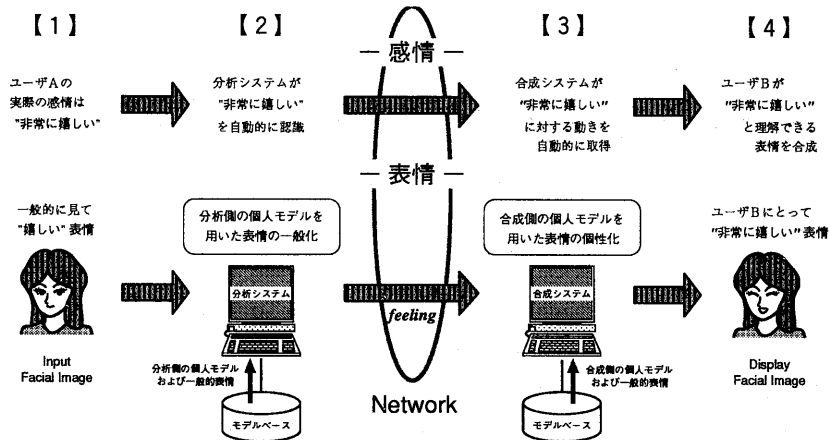 【1】
【2】
【3】
【4】
ー 感情 ー
ユーザAの
実際の感情は
"非常に嬉しい"
分析システムが
"非常に嬉しい"
を自動的に認識
合成システムが
"非常に嬉しい"
に対する動きを
自動的に取得
ユーザBが
"非常に嬉しい"
と理解できる
表情を合成
ー 表情 ー
一般的に見て
"嬉しい" 表情
分析側の個人モデルを
用いた表情の一般化
合成側の個人モデルを
用いた表情の個性化
ユーザBにとって
"非常に嬉しい" 表情
分析システム
feeling
合成システム
Input
Facial Image
分析側の個人モデル
および一般的表情
Network
合成側の個人モデル
および一般的表情
Display
Facial Image
モデルベース
モデルベース